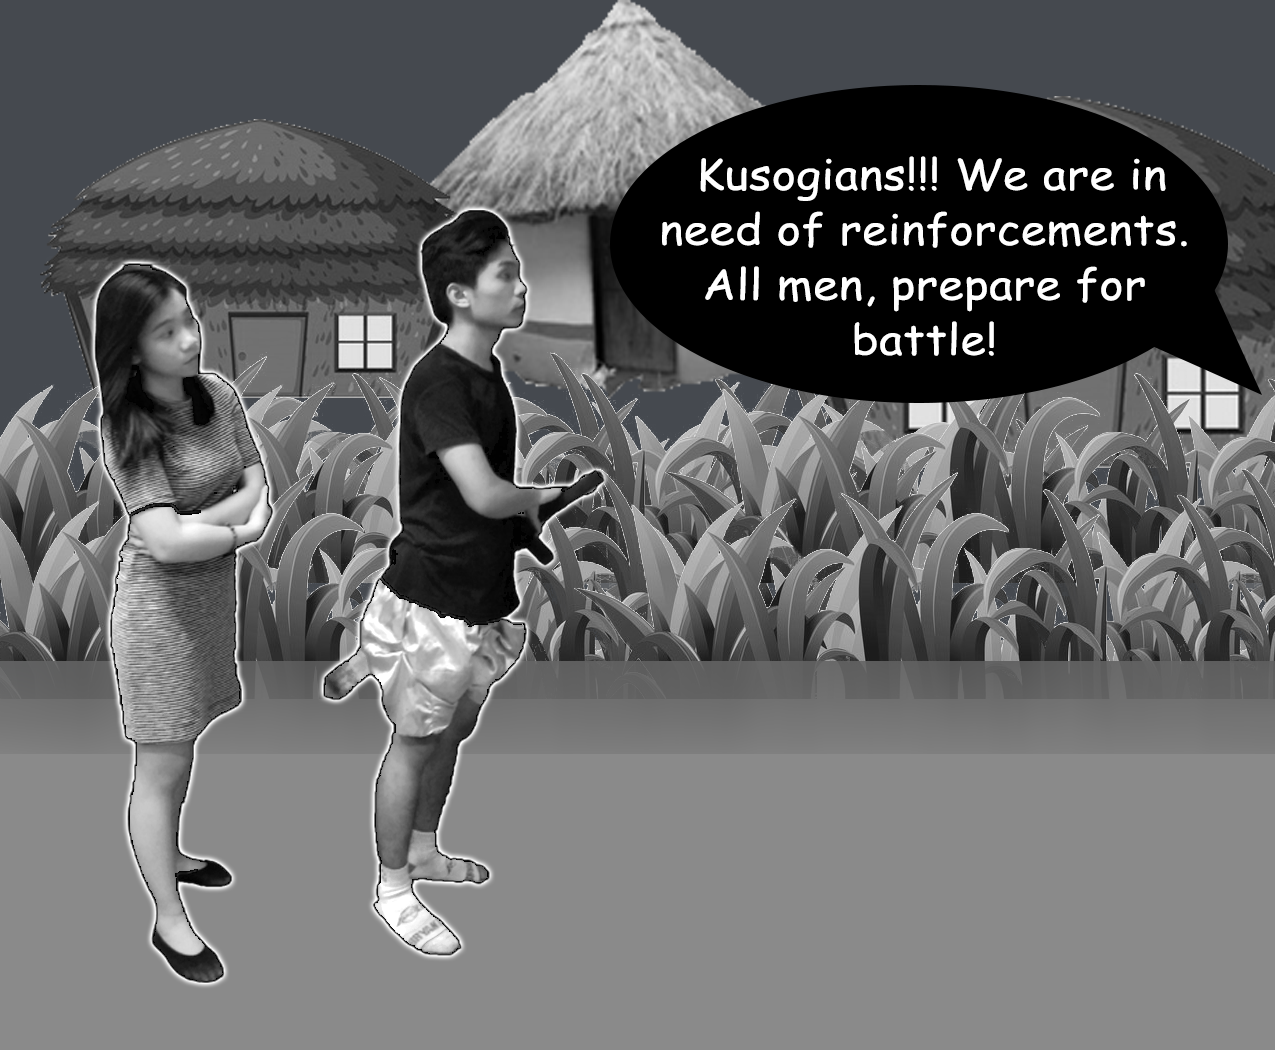 Kusogians!!! We are in
need of reinforcements.
All men, prepare for
battle!